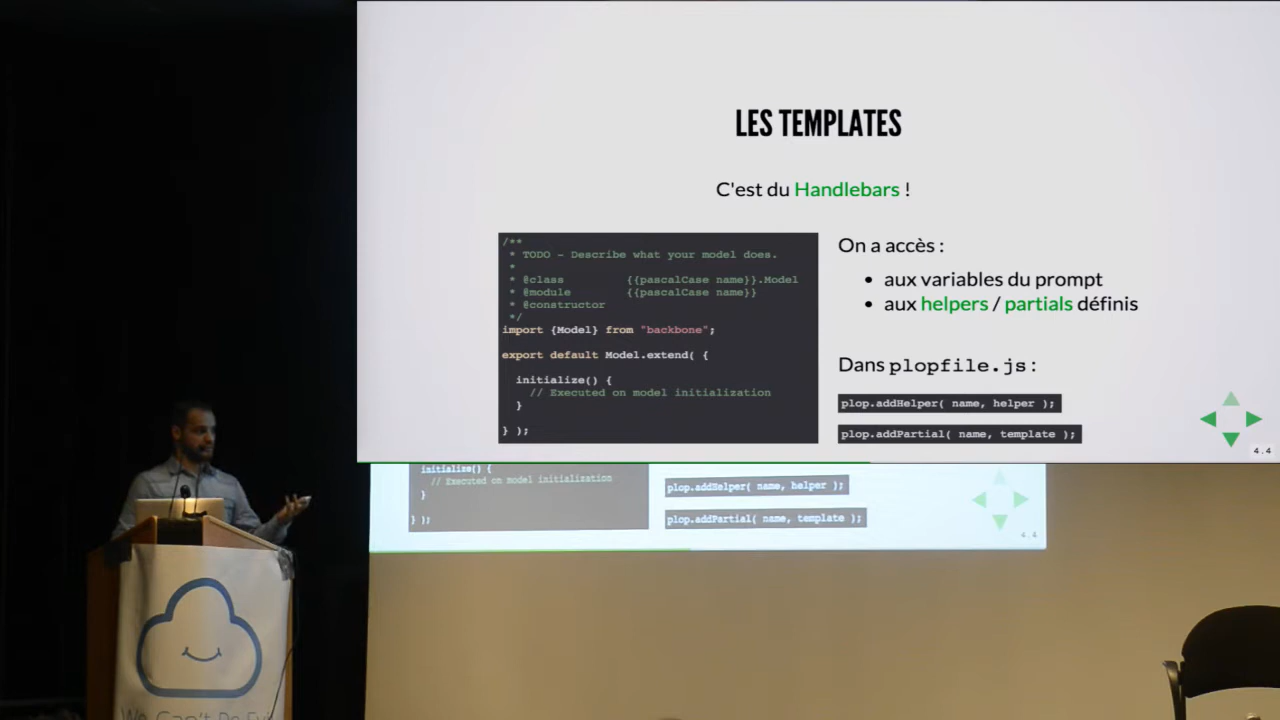 LES TEMPLATES
C'est du Handlebars !
/**
* TODO - Describe what your model does.
*
* @class {{pascalCase name}}.Model
* @module {{pascalCase name}}
* @constructor
*/
import {Model} from "backbone";
export default Model.extend( {
initialize() {
// Executed on model initialization
}
} );
On a accès :
• aux variables du prompt
• aux helpers / partials définis
Dans plopfile.js :
plop.addHelper( name, helper );
plop.addPartial( name, template );
4.4
initialize() {
// Executed on model initialization
}
} );
plop.addHelper( name, helper );
plop.addPartial( name, template );
4.4
We Can't Be